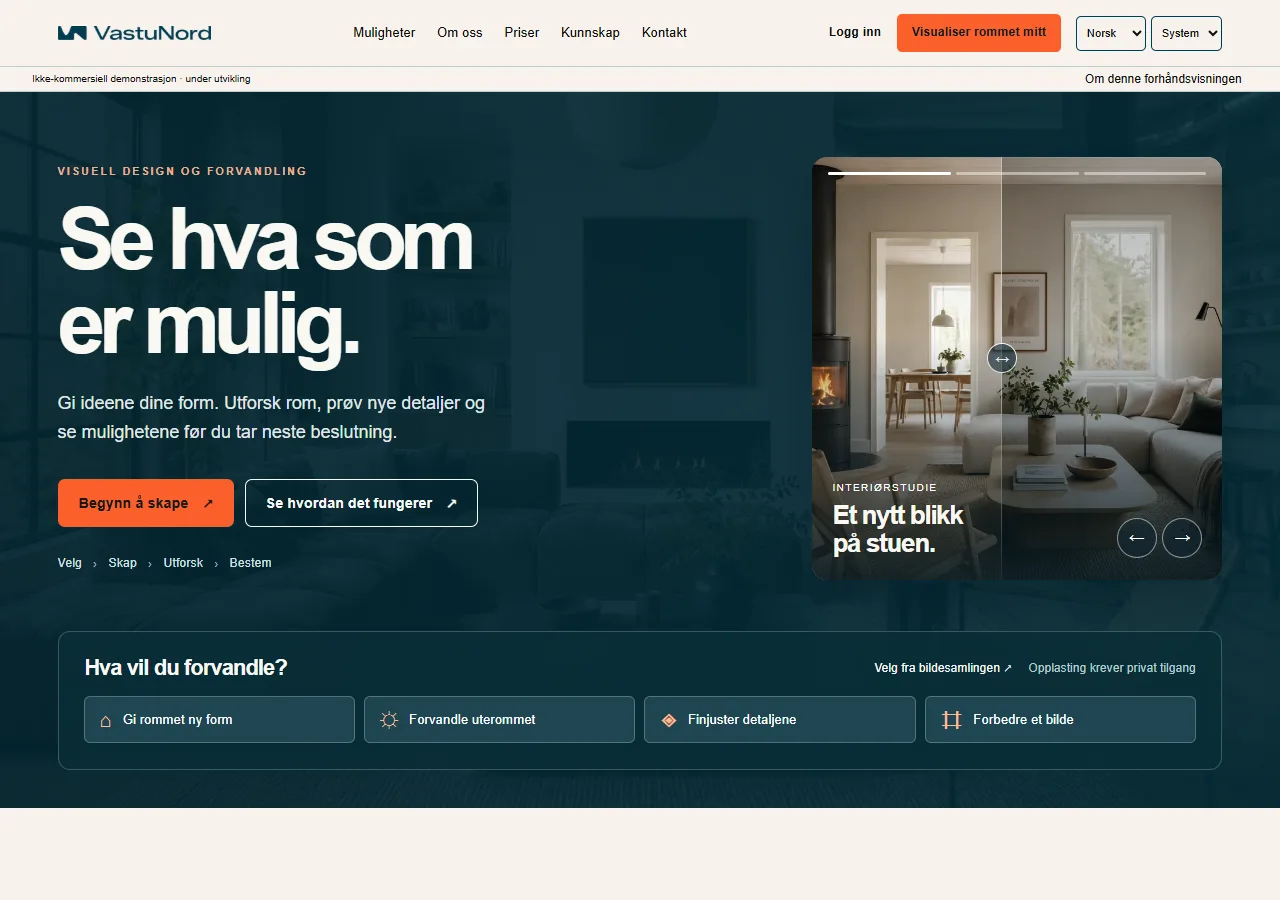 VastuNord
Muligheter
Om oss
Priser
Kunnskap
Kontakt
Logg inn
Visualiser rommet mitt
Norsk
System
Ikke-kommersiell demonstrasjon · under utvikling
Om denne forhåndsvisningen
VISUELL DESIGN OG FORVANDLING
Se hva som
er mulig.
Gi ideene dine form. Utforsk rom, prøv nye detaljer og
se mulighetene før du tar neste beslutning.
Begynn å skape ↗
Se hvordan det fungerer ↗
Velg › Skap › Utforsk › Bestem
INTERIØRSTUDIE
Et nytt blikk
på stuen.
Hva vil du forvandle?
Velg fra bildesamlingen ↗
Opplasting krever privat tilgang
Gi rommet ny form
Forvandle uterommet
Finjuster detaljene
Forbedre et bilde